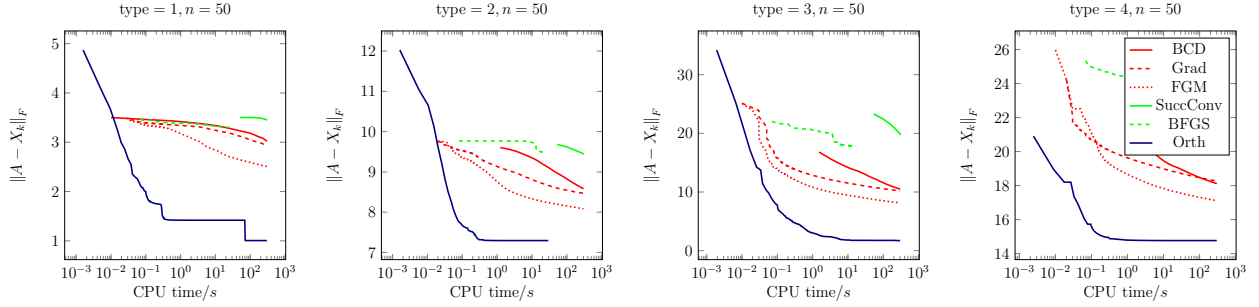 type = 1, n = 50
type = 2, n = 50
type = 3, n = 50
type = 4, n = 50
‖A − X_k‖_F
5
4
3
2
1
10^−3 10^−2 10^−1 10^0 10^1 10^2 10^3
CPU time/s
‖A − X_k‖_F
12
11
10
9
8
7
10^−3 10^−2 10^−1 10^0 10^1 10^2 10^3
CPU time/s
‖A − X_k‖_F
30
20
10
0
10^−3 10^−2 10^−1 10^0 10^1 10^2 10^3
CPU time/s
‖A − X_k‖_F
26
24
22
20
18
16
14
10^−3 10^−2 10^−1 10^0 10^1 10^2 10^3
CPU time/s
BCD
Grad
FGM
SuccConv
BFGS
Orth